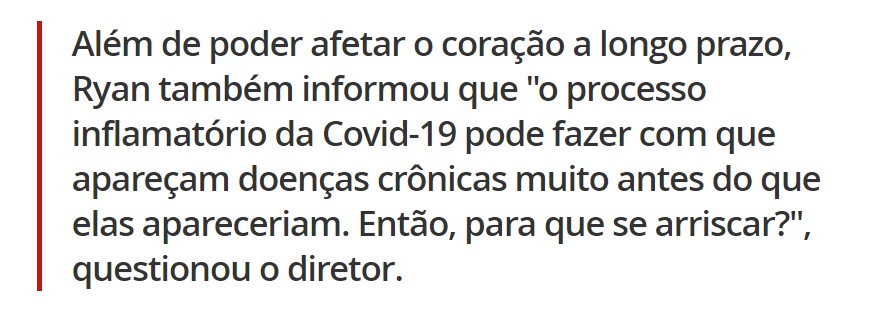 Além de poder afetar o coração a longo prazo,
Ryan também informou que "o processo
inflamatório da Covid-19 pode fazer com que
apareçam doenças crônicas muito antes do que
elas apareceriam. Então, para que se arriscar?",
questionou o diretor.